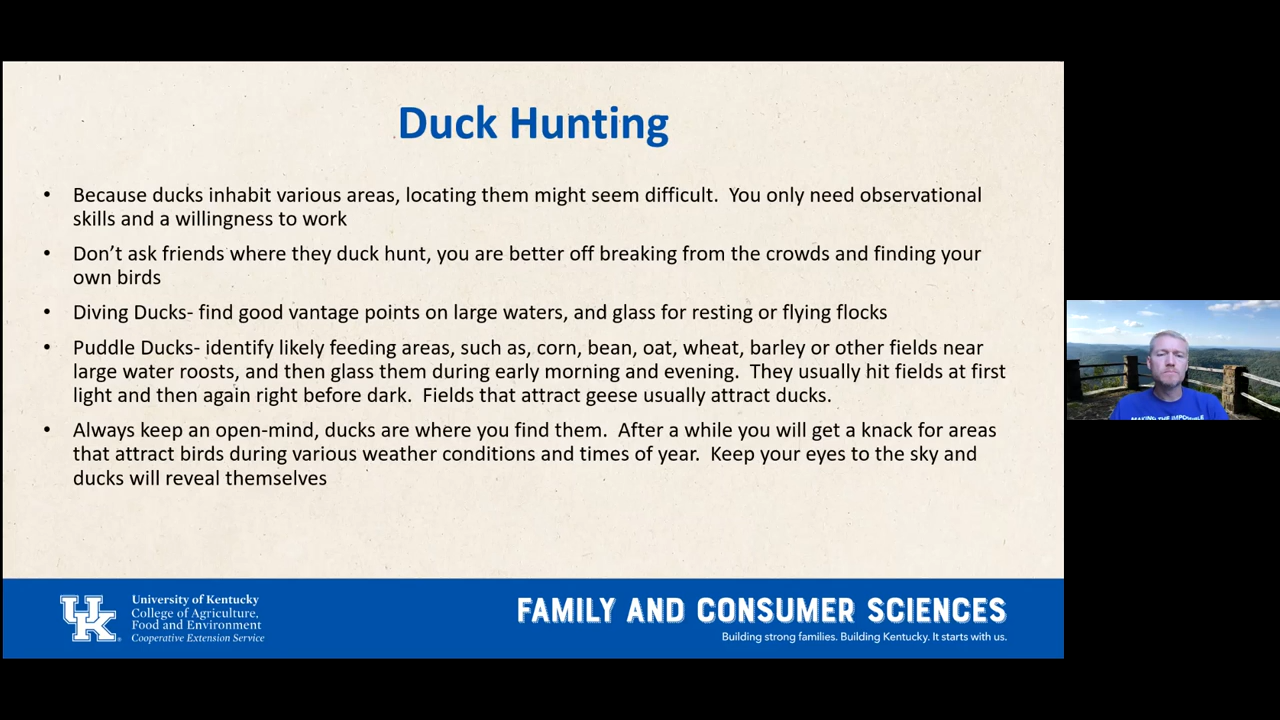 Duck Hunting
• Because ducks inhabit various areas, locating them might seem difficult.  You only need observational
skills and a willingness to work
• Don’t ask friends where they duck hunt, you are better off breaking from the crowds and finding your
own birds
• Diving Ducks- find good vantage points on large waters, and glass for resting or flying flocks
• Puddle Ducks- identify likely feeding areas, such as, corn, bean, oat, wheat, barley or other fields near
large water roosts, and then glass them during early morning and evening.  They usually hit fields at first
light and then again right before dark.  Fields that attract geese usually attract ducks.
• Always keep an open-mind, ducks are where you find them.  After a while you will get a knack for areas
that attract birds during various weather conditions and times of year.  Keep your eyes to the sky and
ducks will reveal themselves
UK
University of Kentucky
College of Agriculture,
Food and Environment
Cooperative Extension Service
FAMILY AND CONSUMER SCIENCES
Building strong families. Building Kentucky. It starts with us.
MAKING THE IMPOSSIBLE